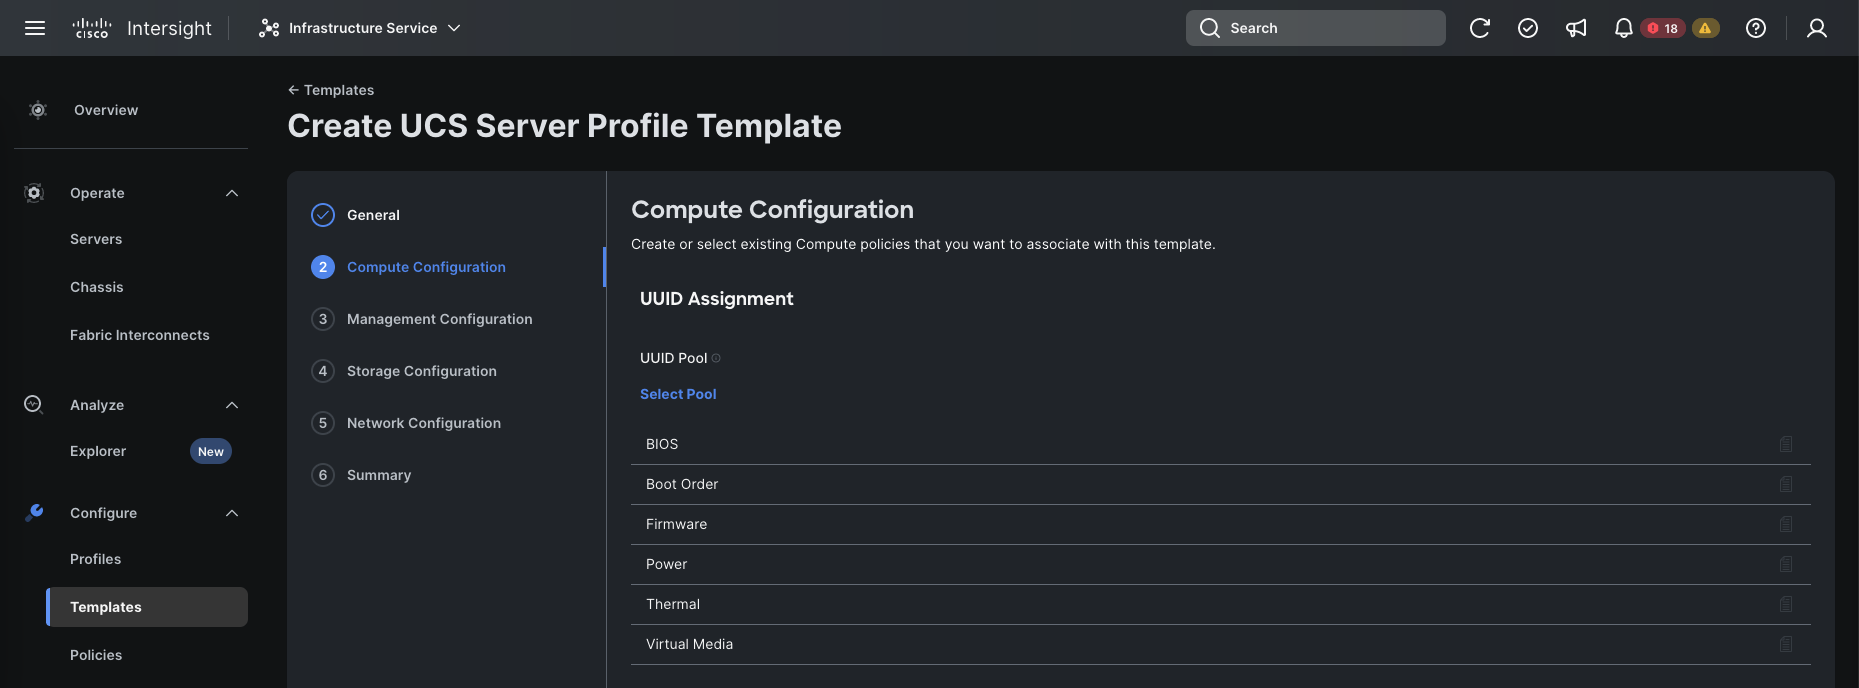 CISCO Intersight Infrastructure Service Search 18
Overview
Operate
Servers
Chassis
Fabric Interconnects
Analyze
Explorer New
Configure
Profiles
Templates
Policies
← Templates
Create UCS Server Profile Template
General
2 Compute Configuration
3 Management Configuration
4 Storage Configuration
5 Network Configuration
6 Summary
Compute Configuration
Create or select existing Compute policies that you want to associate with this template.
UUID Assignment
UUID Pool
Select Pool
BIOS
Boot Order
Firmware
Power
Thermal
Virtual Media